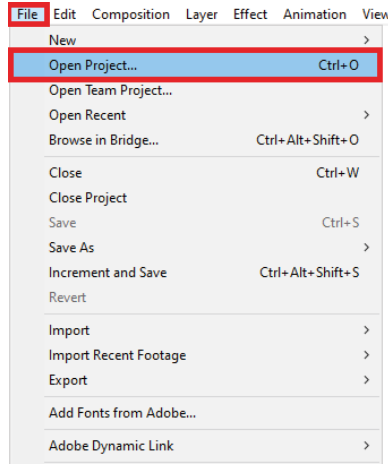 File Edit Composition Layer Effect Animation View
New >
Open Project... Ctrl+O
Open Team Project...
Open Recent >
Browse in Bridge... Ctrl+Alt+Shift+O
Close Ctrl+W
Close Project
Save Ctrl+S
Save As >
Increment and Save Ctrl+Alt+Shift+S
Revert
Import >
Import Recent Footage >
Export >
Add Fonts from Adobe...
Adobe Dynamic Link >